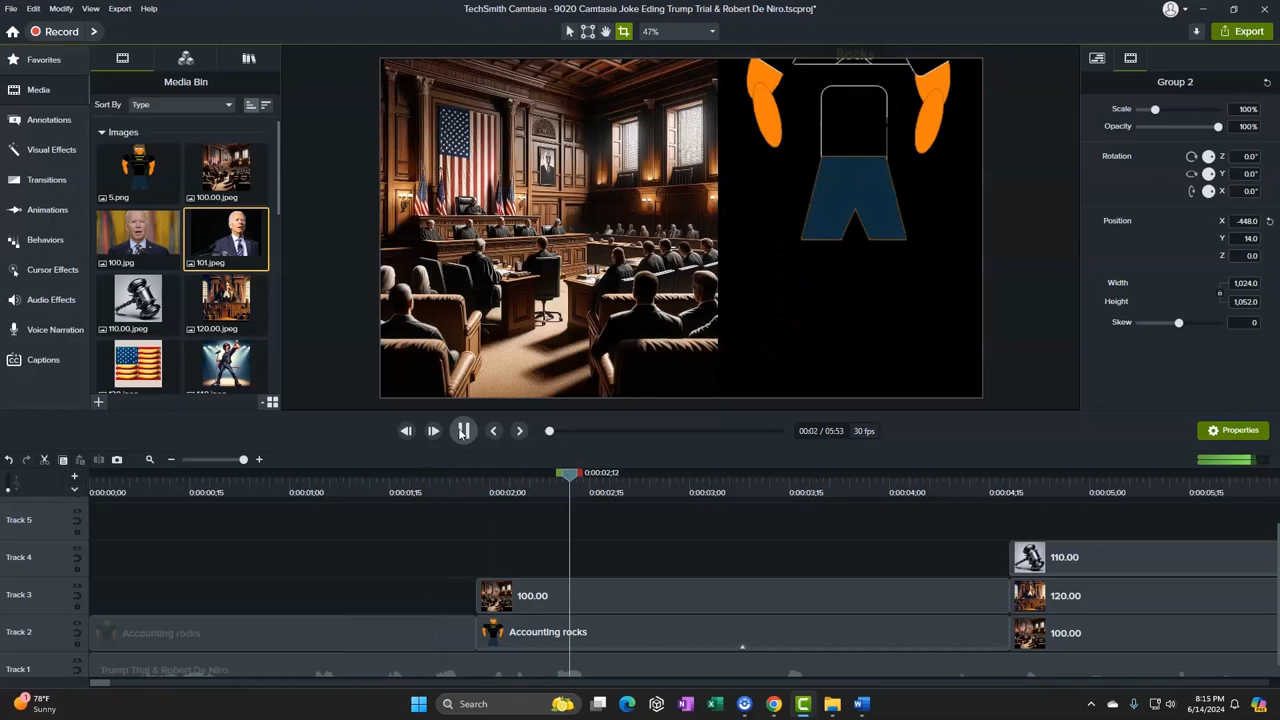 File Edit Modify View Export Help
TechSmith Camtasia - 9020 Camtasia Joke Eding Trump Trial & Robert De Niro.tscproj*
Record
47%
Export
Favorites
Media
Annotations
Visual Effects
Transitions
Animations
Behaviors
Cursor Effects
Audio Effects
Voice Narration
Captions
Media Bin
Sort By Type
Images
5.png
100.00.jpeg
100.jpg
101.jpeg
110.00.jpeg
120.00.jpeg
Group 2
Scale 100%
Opacity 100%
Rotation Z 0.0°
Y 0.0°
X 0.0°
Position X -448.0
Y 14.0
Z 0.0
Width 1,024.0
Height 1,052.0
Skew 0
00:02 / 05:53 30 fps
Properties
0:00:02;12
0:00:00;00 0:00:00;15 0:00:01;00 0:00:01;15 0:00:02;00 0:00:02;15 0:00:03;00 0:00:03;15 0:00:04;00 0:00:04;15 0:00:05;00 0:00:05;15
Track 5
Track 4 110.00
Track 3 100.00 120.00
Track 2 Accounting rocks Accounting rocks 100.00
Track 1 Trump Trial & Robert De Niro
1
78°F
Sunny
Search
8:15 PM
6/14/2024